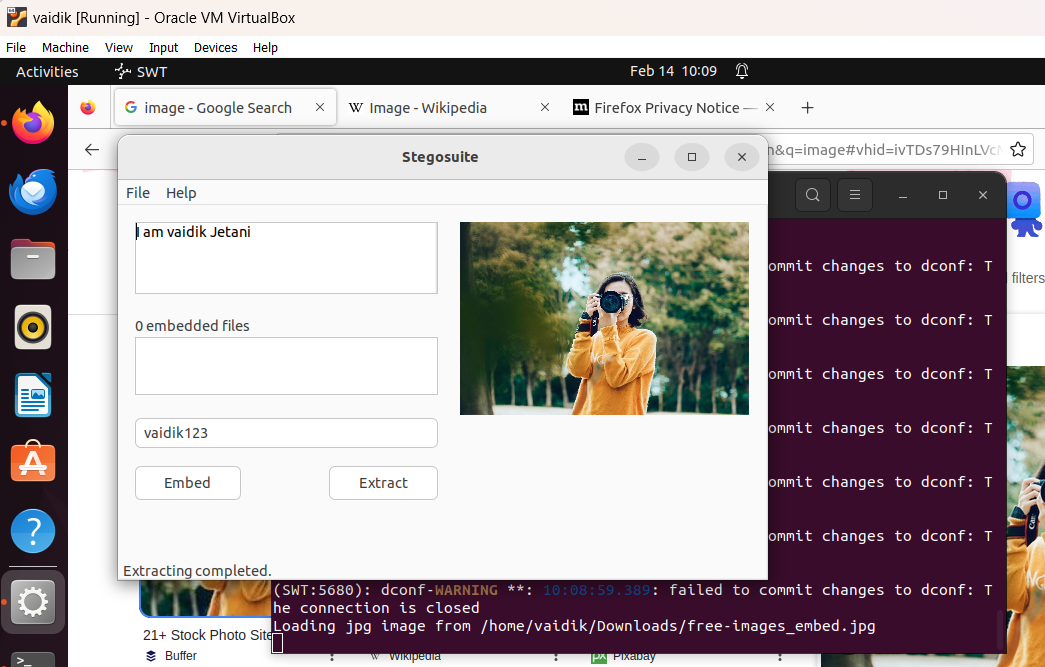 vaidik [Running] - Oracle VM VirtualBox
File Machine View Input Devices Help
Activities SWT Feb 14 10:09
image - Google Search Image - Wikipedia Firefox Privacy Notice —
n&q=image#vhid=ivTDs79HInLVcM
Stegosuite
File Help
I am vaidik Jetani
0 embedded files
vaidik123
Embed Extract
Extracting completed.
ommit changes to dconf: T
filters
ommit changes to dconf: T
ommit changes to dconf: T
ommit changes to dconf: T
ommit changes to dconf: T
ommit changes to dconf: T
(SWT:5680): dconf-WARNING **: 10:08:59.389: failed to commit changes to dconf: T
he connection is closed
Loading jpg image from /home/vaidik/Downloads/free-images_embed.jpg
21+ Stock Photo Site
Buffer Wikipedia Pixabay